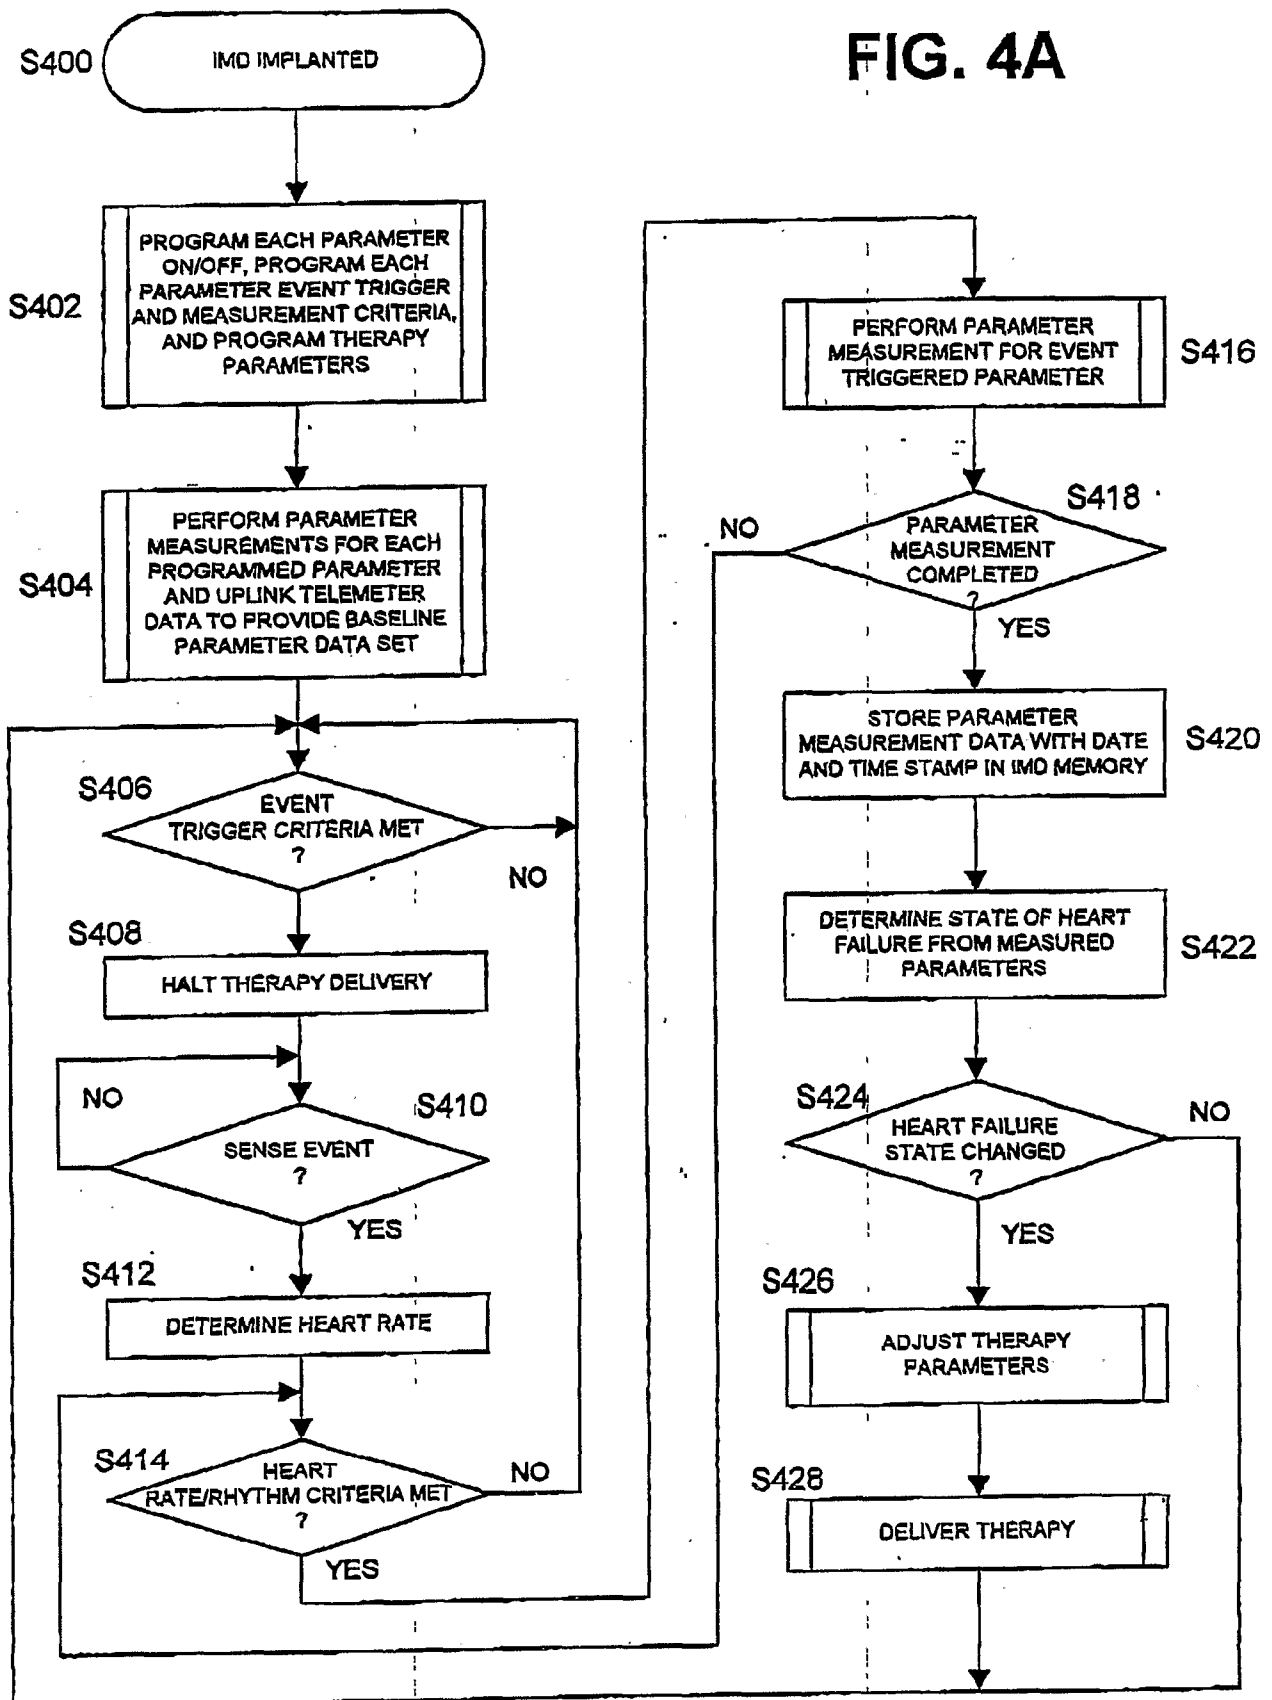 FIG. 4A
S400
IMD IMPLANTED
S402
PROGRAM EACH PARAMETER
ON/OFF, PROGRAM EACH
PARAMETER EVENT TRIGGER
AND MEASUREMENT CRITERIA,
AND PROGRAM THERAPY
PARAMETERS
S404
PERFORM PARAMETER
MEASUREMENTS FOR EACH
PROGRAMMED PARAMETER
AND UPLINK TELEMETER
DATA TO PROVIDE BASELINE
PARAMETER DATA SET
S406
EVENT
TRIGGER CRITERIA MET
?
NO
S408
HALT THERAPY DELIVERY
NO
S410
SENSE EVENT
?
YES
S412
DETERMINE HEART RATE
S414
HEART
RATE/RHYTHM CRITERIA MET
?
NO
YES
PERFORM PARAMETER
MEASUREMENT FOR EVENT
TRIGGERED PARAMETER
S416
S418
NO
PARAMETER
MEASUREMENT
COMPLETED
?
YES
STORE PARAMETER
MEASUREMENT DATA WITH DATE
AND TIME STAMP IN IMD MEMORY
S420
DETERMINE STATE OF HEART
FAILURE FROM MEASURED
PARAMETERS
S422
S424
HEART FAILURE
STATE CHANGED
?
NO
YES
S426
ADJUST THERAPY
PARAMETERS
S428
DELIVER THERAPY